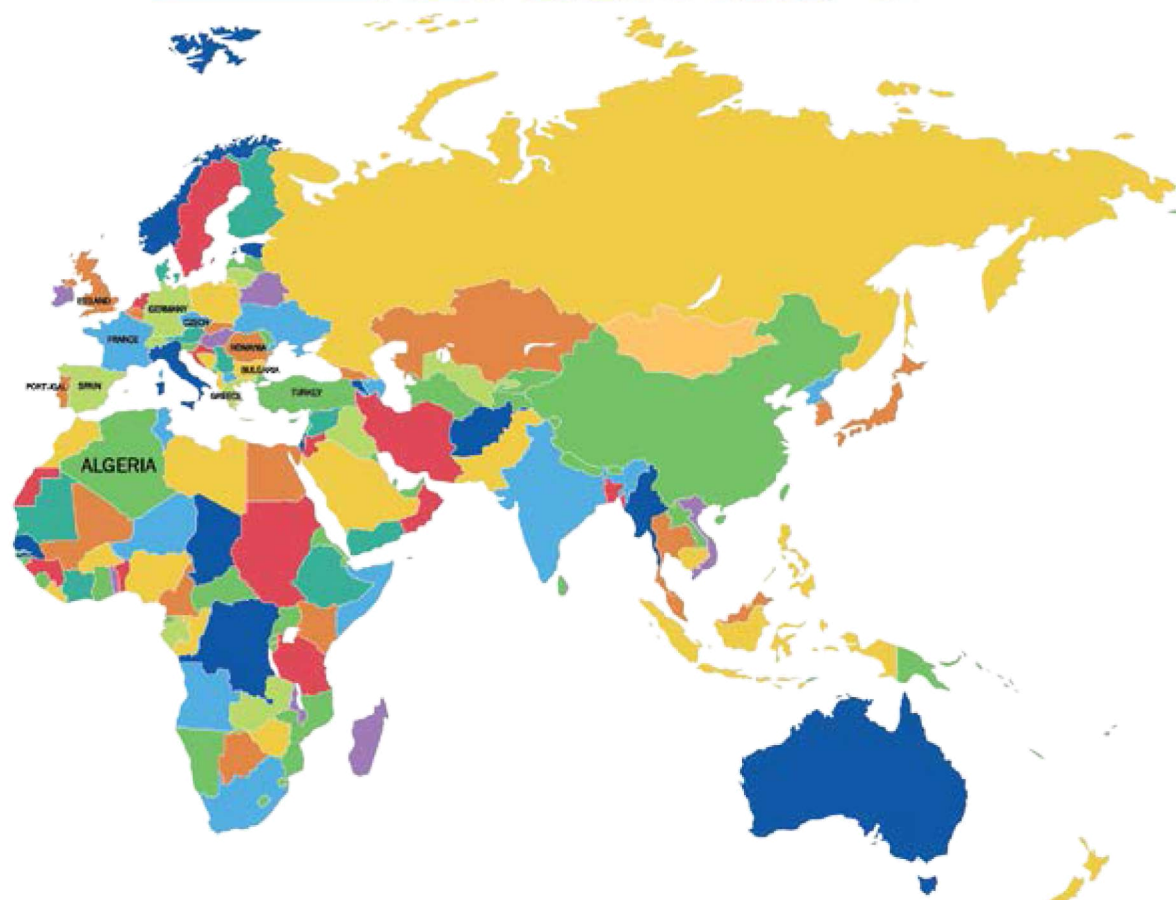 IRELAND
GERMANY
CZECH
FRANCE
ROMANIA
BULGARIA
PORTUGAL
SPAIN
GREECE
TURKEY
ALGERIA